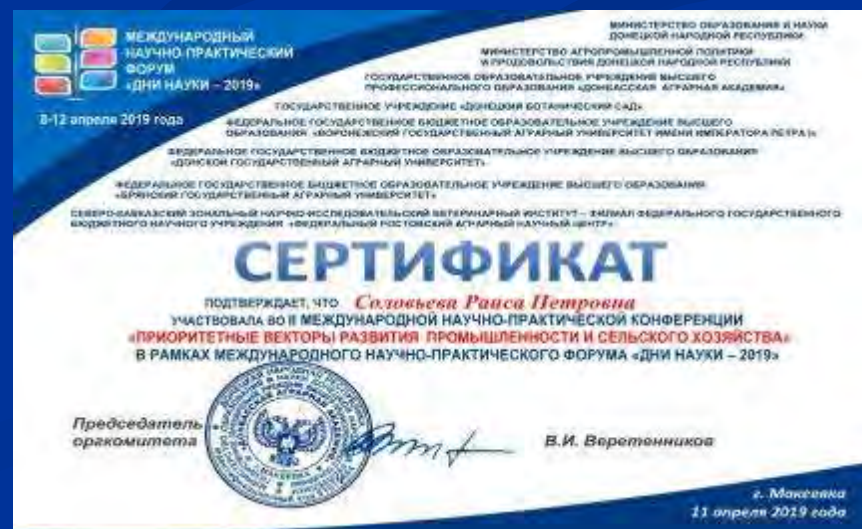 МЕЖДУНАРОДНЫЙ
НАУЧНО-ПРАКТИЧЕСКИЙ
ФОРУМ
«ДНИ НАУКИ – 2019»
8-12 апреля 2019 года
МИНИСТЕРСТВО ОБРАЗОВАНИЯ И НАУКИ
ДОНЕЦКОЙ НАРОДНОЙ РЕСПУБЛИКИ
МИНИСТЕРСТВО АГРОПРОМЫШЛЕННОЙ ПОЛИТИКИ
И ПРОДОВОЛЬСТВИЯ ДОНЕЦКОЙ НАРОДНОЙ РЕСПУБЛИКИ
ГОСУДАРСТВЕННОЕ ОБРАЗОВАТЕЛЬНОЕ УЧРЕЖДЕНИЕ ВЫСШЕГО
ПРОФЕССИОНАЛЬНОГО ОБРАЗОВАНИЯ «ДОНБАССКАЯ АГРАРНАЯ АКАДЕМИЯ»
ГОСУДАРСТВЕННОЕ УЧРЕЖДЕНИЕ «ДОНЕЦКИЙ БОТАНИЧЕСКИЙ САД»
ФЕДЕРАЛЬНОЕ ГОСУДАРСТВЕННОЕ БЮДЖЕТНОЕ ОБРАЗОВАТЕЛЬНОЕ УЧРЕЖДЕНИЕ ВЫСШЕГО
ОБРАЗОВАНИЯ «ВОРОНЕЖСКИЙ ГОСУДАРСТВЕННЫЙ АГРАРНЫЙ УНИВЕРСИТЕТ ИМЕНИ ИМПЕРАТОРА ПЕТРА I»
ФЕДЕРАЛЬНОЕ ГОСУДАРСТВЕННОЕ БЮДЖЕТНОЕ ОБРАЗОВАТЕЛЬНОЕ УЧРЕЖДЕНИЕ ВЫСШЕГО ОБРАЗОВАНИЯ
«ДОНСКОЙ ГОСУДАРСТВЕННЫЙ АГРАРНЫЙ УНИВЕРСИТЕТ»
ФЕДЕРАЛЬНОЕ ГОСУДАРСТВЕННОЕ БЮДЖЕТНОЕ ОБРАЗОВАТЕЛЬНОЕ УЧРЕЖДЕНИЕ ВЫСШЕГО ОБРАЗОВАНИЯ
«БРЯНСКИЙ ГОСУДАРСТВЕННЫЙ АГРАРНЫЙ УНИВЕРСИТЕТ»
СЕВЕРО-КАВКАЗСКИЙ ЗОНАЛЬНЫЙ НАУЧНО-ИССЛЕДОВАТЕЛЬСКИЙ ВЕТЕРИНАРНЫЙ ИНСТИТУТ – ФИЛИАЛ ФЕДЕРАЛЬНОГО ГОСУДАРСТВЕННОГО
БЮДЖЕТНОГО НАУЧНОГО УЧРЕЖДЕНИЯ «ФЕДЕРАЛЬНЫЙ РОСТОВСКИЙ АГРАРНЫЙ НАУЧНЫЙ ЦЕНТР»
СЕРТИФИКАТ
ПОДТВЕРЖДАЕТ, ЧТО Соловьева Раиса Петровна
УЧАСТВОВАЛА ВО II МЕЖДУНАРОДНОЙ НАУЧНО-ПРАКТИЧЕСКОЙ КОНФЕРЕНЦИИ
«ПРИОРИТЕТНЫЕ ВЕКТОРЫ РАЗВИТИЯ ПРОМЫШЛЕННОСТИ И СЕЛЬСКОГО ХОЗЯЙСТВА»
В РАМКАХ МЕЖДУНАРОДНОГО НАУЧНО-ПРАКТИЧЕСКОГО ФОРУМА «ДНИ НАУКИ – 2019»
Председатель
оргкомитета
В.И. Веретенников
г. Макеевка
11 апреля 2019 года